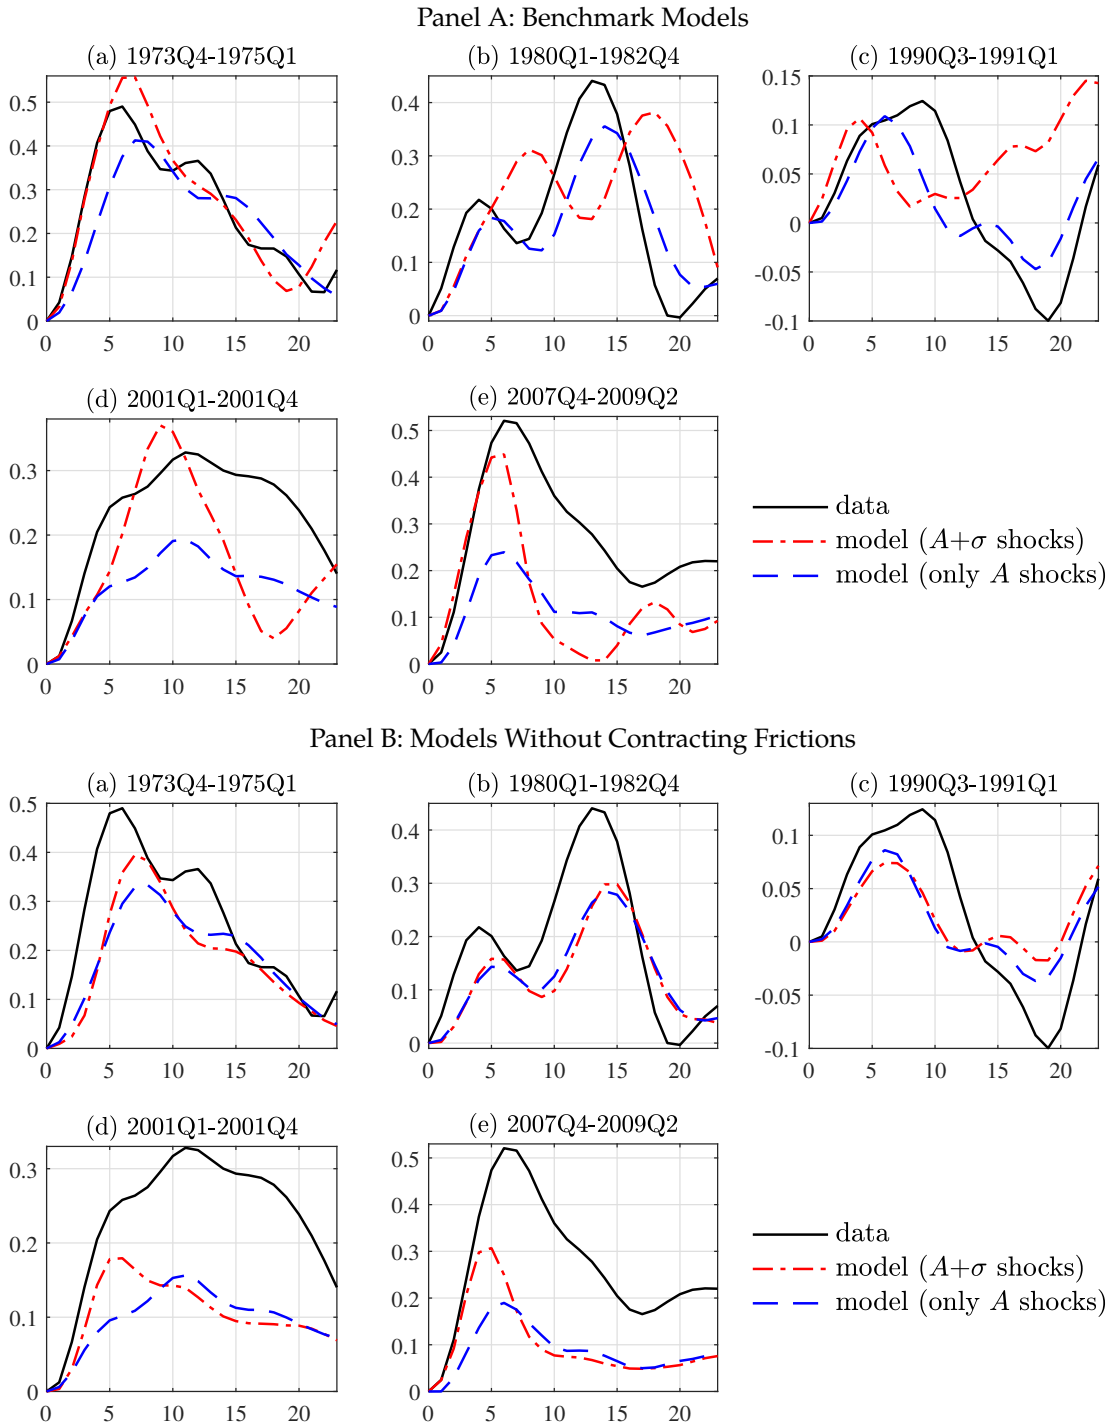 Panel A: Benchmark Models
(a) 1973Q4-1975Q1
(b) 1980Q1-1982Q4
(c) 1990Q3-1991Q1
0.5
0.4
0.3
0.2
0.1
0
0 5 10 15 20
0.4
0.3
0.2
0.1
0
0 5 10 15 20
0.15
0.1
0.05
0
-0.05
-0.1
0 5 10 15 20
(d) 2001Q1-2001Q4
(e) 2007Q4-2009Q2
0.3
0.2
0.1
0
0 5 10 15 20
0.5
0.4
0.3
0.2
0.1
0
0 5 10 15 20
data
model (A+σ shocks)
model (only A shocks)
Panel B: Models Without Contracting Frictions
(a) 1973Q4-1975Q1
(b) 1980Q1-1982Q4
(c) 1990Q3-1991Q1
0.5
0.4
0.3
0.2
0.1
0
0 5 10 15 20
0.4
0.3
0.2
0.1
0
0 5 10 15 20
0.1
0.05
0
-0.05
-0.1
0 5 10 15 20
(d) 2001Q1-2001Q4
(e) 2007Q4-2009Q2
0.3
0.2
0.1
0
0 5 10 15 20
0.5
0.4
0.3
0.2
0.1
0
0 5 10 15 20
data
model (A+σ shocks)
model (only A shocks)